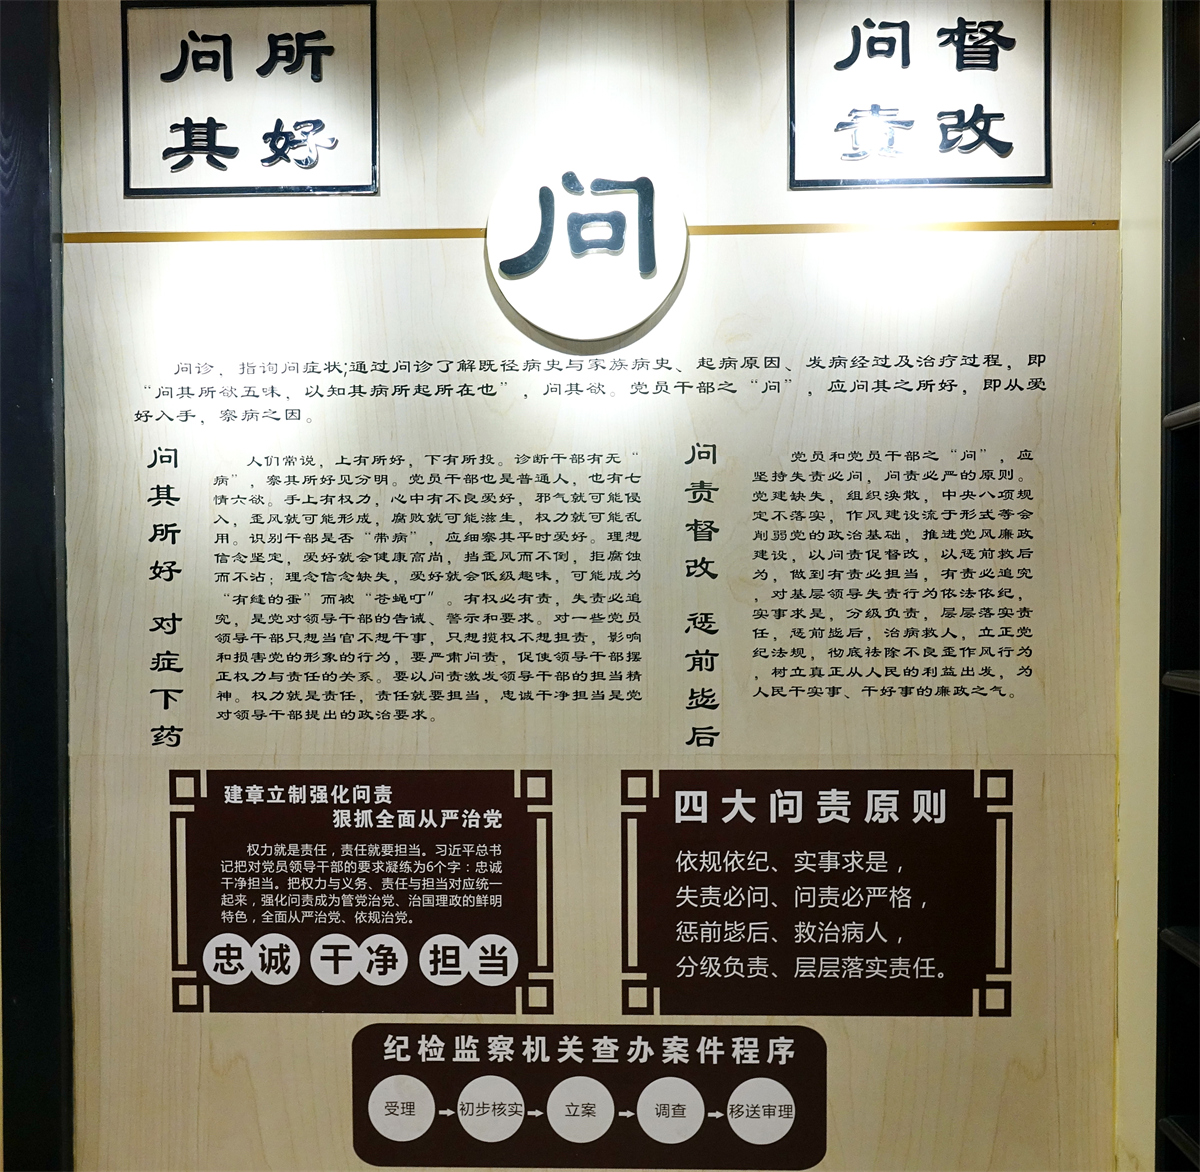 问所
其好
问督
责改
问
问诊，指询问症状;通过问诊了解既往病史与家族病史、起病原因、发病经过及治疗过程，即
“问其所欲五味，以知其病所起所在也”，问其欲。党员干部之“问”，应问其之所好，即从爱
好入手，察病之因。
问其所好 对症下药
人们常说，上有所好，下有所投。诊断干部有无“
病”，察其所好见分明。党员干部也是普通人，也有七
情六欲。手上有权力，心中有不良爱好，邪气就可能侵
入，歪风就可能形成，腐败就可能滋生，权力就可能乱
用。识别干部是否“带病”，应细察其平时爱好。理想
信念坚定，爱好就会健康高尚，挡歪风而不倒，拒腐蚀
而不沾；理念信念缺失，爱好就会低级趣味，可能成为
“有缝的蛋”而被“苍蝇叮”。有权必有责，失责必追
究，是党对领导干部的告诫、警示和要求。对一些党员
领导干部只想当官不想干事，只想揽权不想担责，影响
和损害党的形象的行为，要严肃问责，促使领导干部摆
正权力与责任的关系。要以问责激发领导干部的担当精
神。权力就是责任，责任就要担当，忠诚干净担当是党
对领导干部提出的政治要求。
问责督改 惩前毖后
党员和党员干部之“问”，应
坚持失责必问，问责必严的原则。
党建缺失，组织涣散，中央八项规
定不落实，作风建设流于形式等会
削弱党的政治基础，推进党风廉政
建设，以问责促督改，以惩前救后
为，做到有责必担当，有责必追究
，对基层领导失责行为依法依纪，
实事求是，分级负责，层层落实责
任，惩前毖后，治病救人，立正党
纪法规，彻底祛除不良歪作风行为
，树立真正从人民的利益出发，为
人民干实事、干好事的廉政之气。
建章立制强化问责
狠抓全面从严治党
权力就是责任，责任就要担当。习近平总书
记把对党员领导干部的要求凝练为6个字：忠诚
干净担当。把权力与义务、责任与担当对应统一
起来，强化问责成为管党治党、治国理政的鲜明
特色，全面从严治党、依规治党。
忠诚 干净 担当
四大问责原则
依规依纪、实事求是，
失责必问、问责必严格，
惩前毖后、救治病人，
分级负责、层层落实责任。
纪检监察机关查办案件程序
受理 初步核实 立案 调查 移送审理